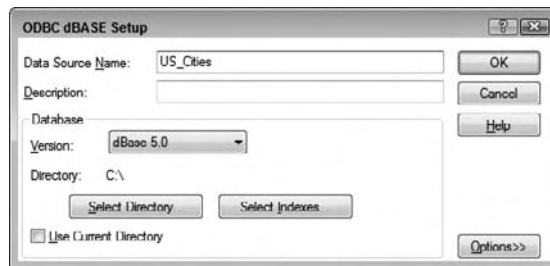 ODBC dBASE Setup
Data Source Name: US_Cities
OK
Description:
Cancel
Database
Help
Version: dBase 5.0
Directory: C:\
Select Directory... Select Indexes...
Use Current Directory
Options>>